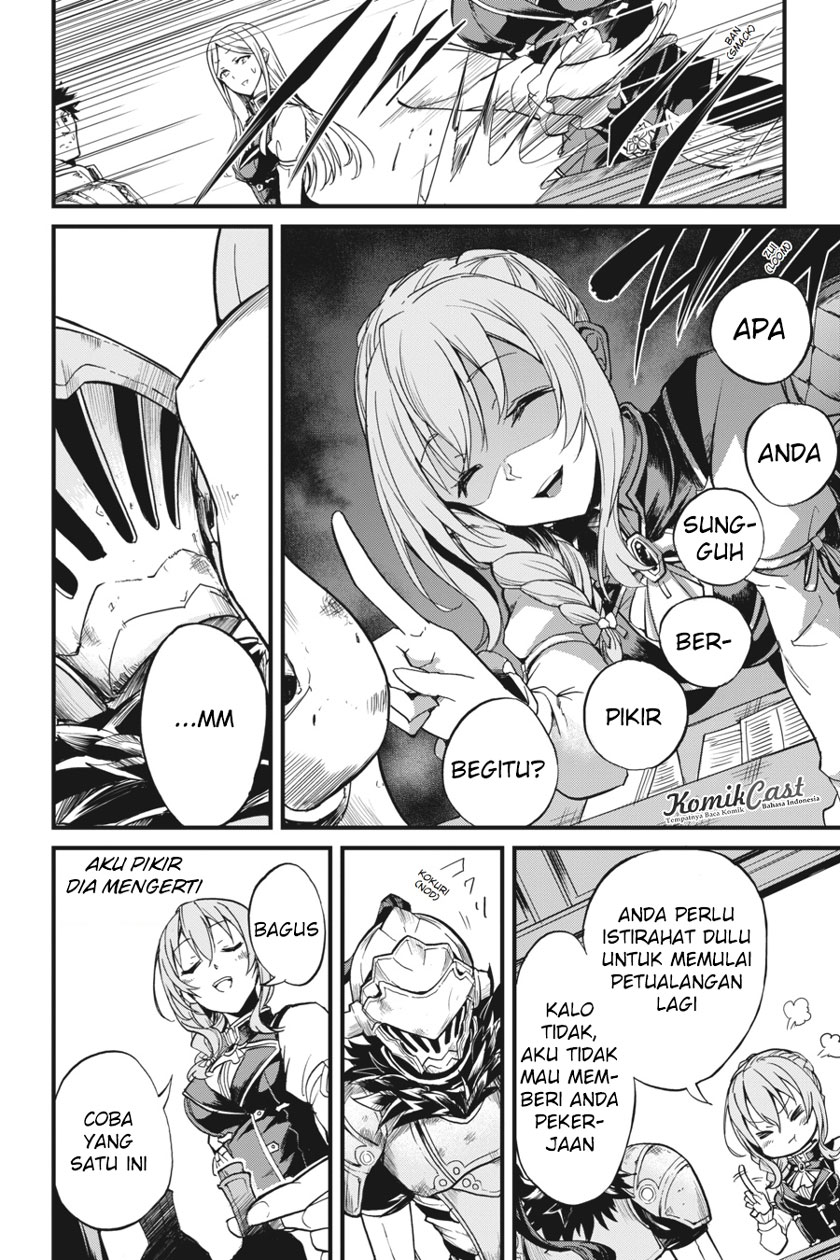 BAN
(SMACK)
ZUI
(LOOM)
APA
ANDA
SUNG-
GUH
BER-
PIKIR
BEGITU?
...MM
KomikCast
Tempatnya Baca Komik Bahasa Indonesia
ANDA PERLU
ISTIRAHAT DULU
UNTUK MEMULAI
PETUALANGAN
LAGI
KALO
TIDAK,
AKU TIDAK
MAU MEM-
BERI ANDA
PEKER-
JAAN
KOKURI
(NOD)
AKU PIKIR
DIA MENGERTI
BAGUS
COBA
YANG
SATU INI